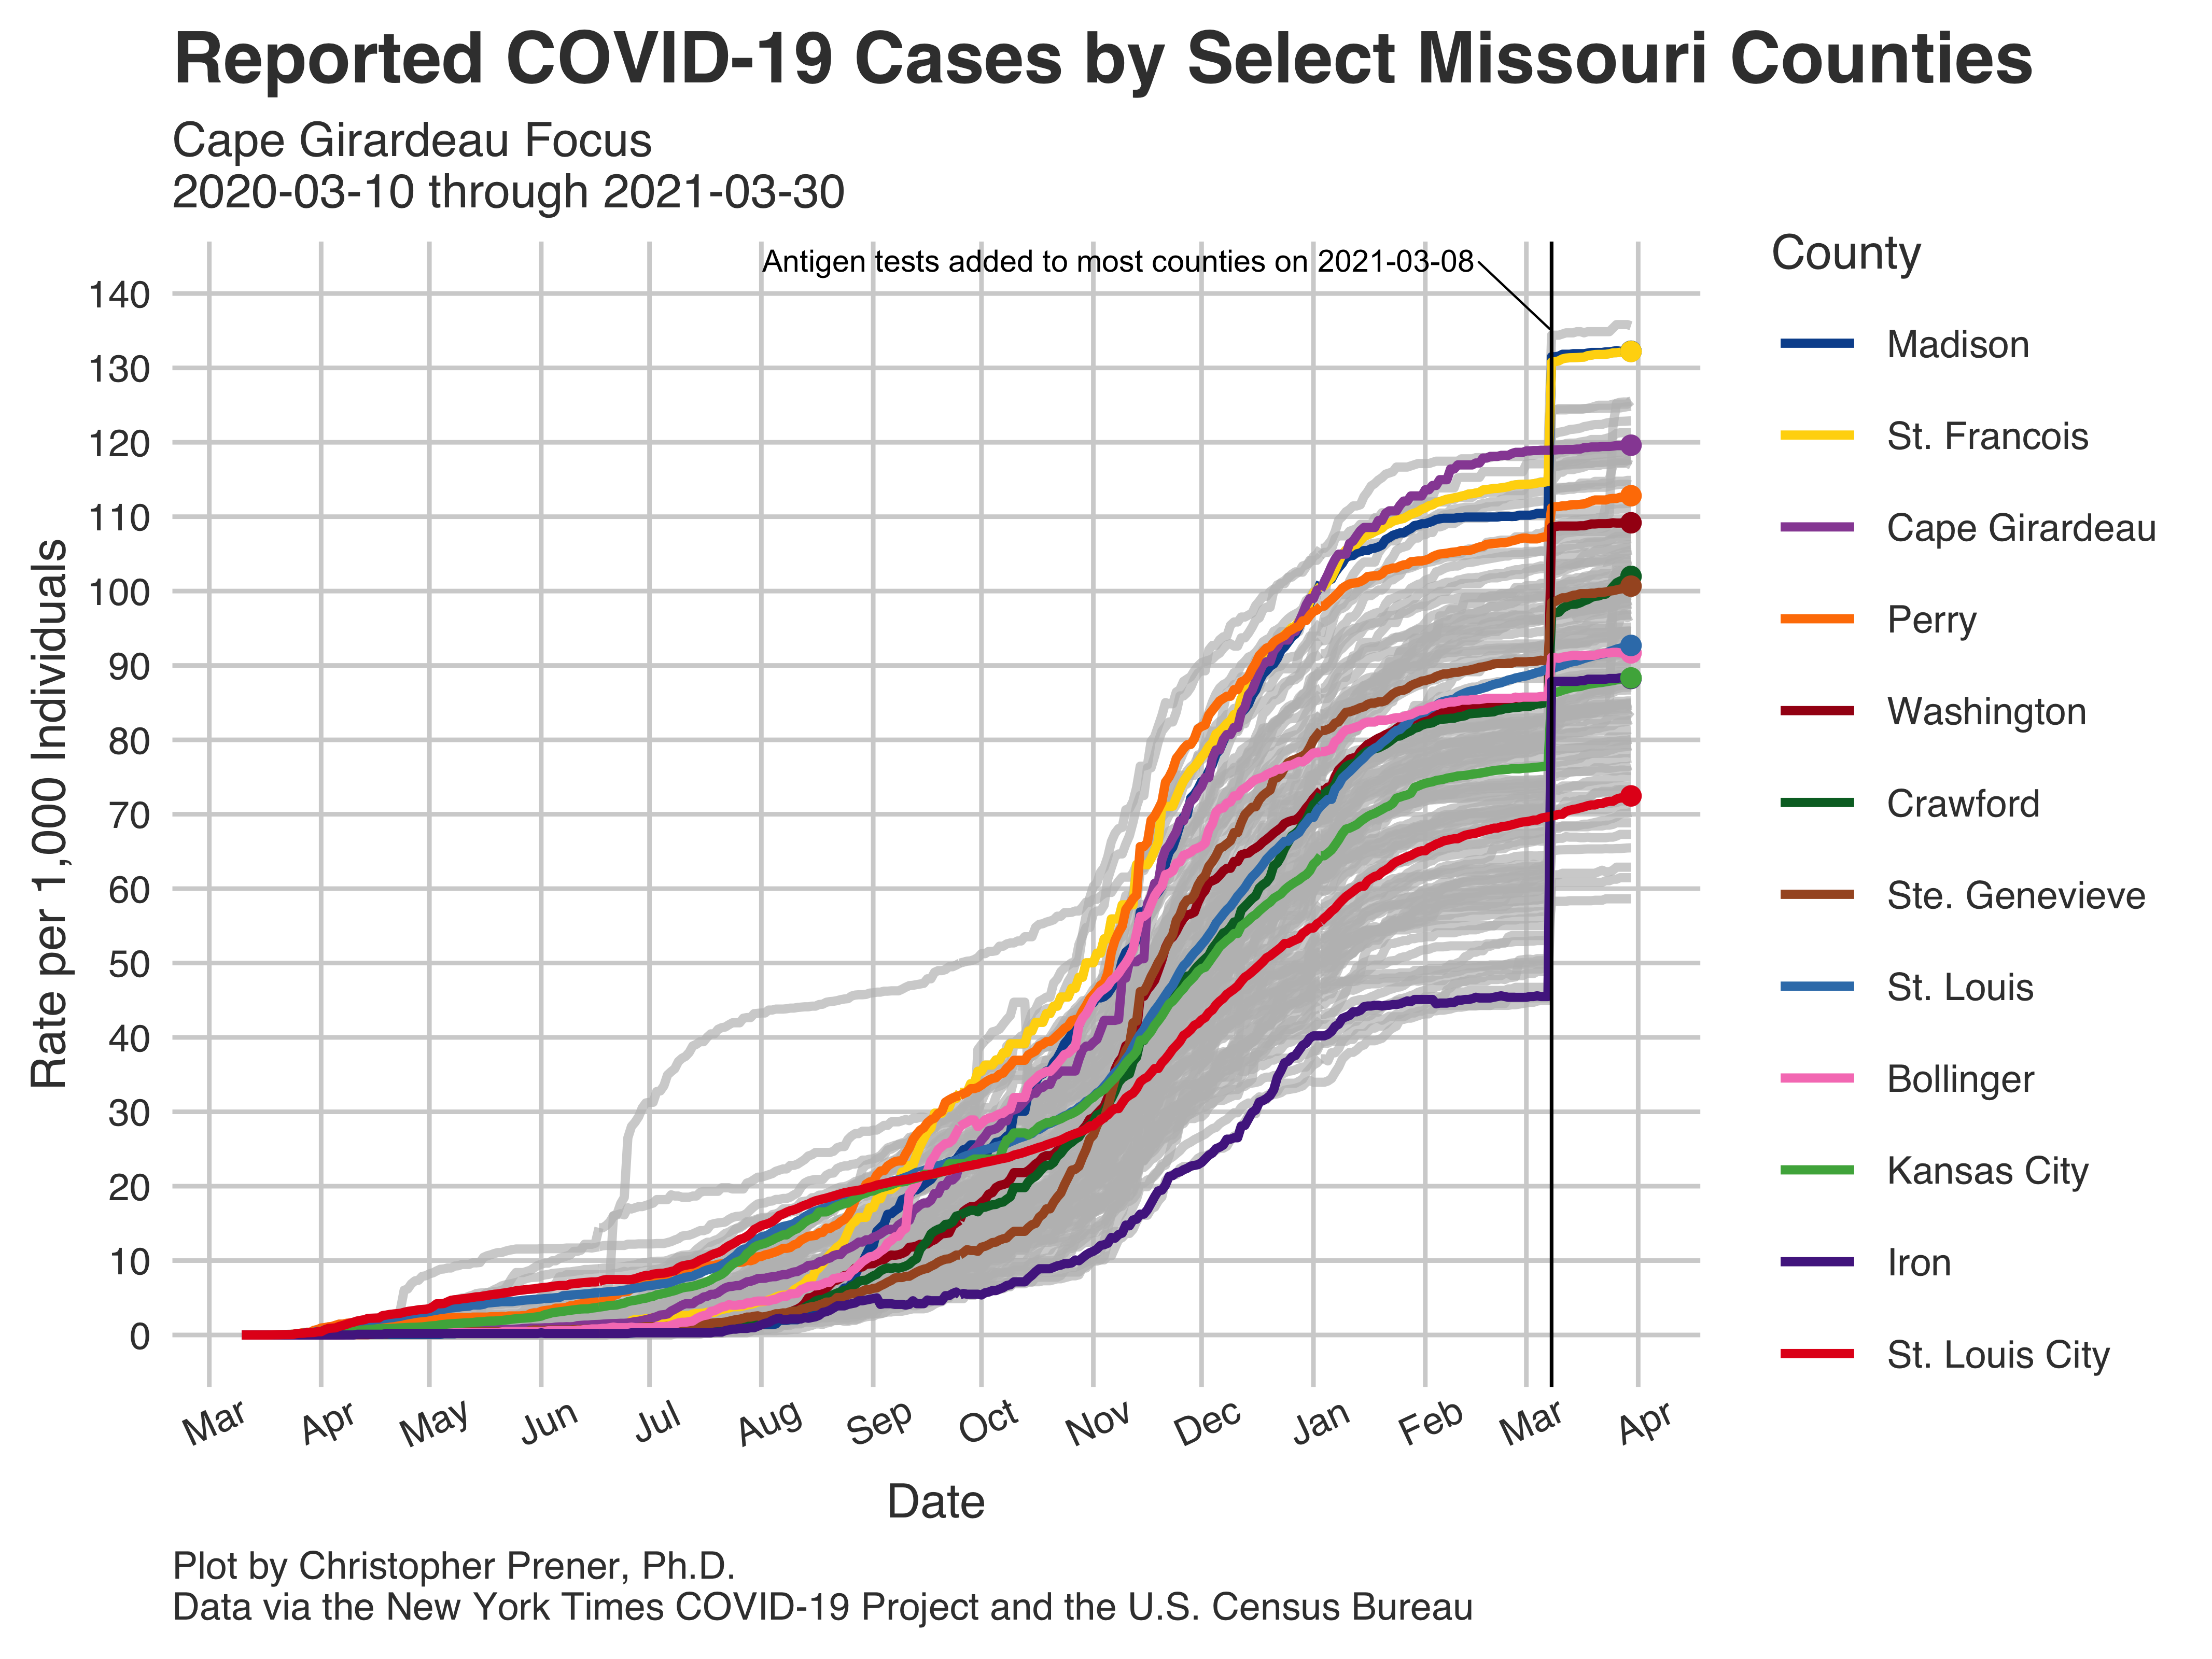 Reported COVID-19 Cases by Select Missouri Counties
Cape Girardeau Focus
2020-03-10 through 2021-03-30
Antigen tests added to most counties on 2021-03-08
Rate per 1,000 Individuals
140
130
120
110
100
90
80
70
60
50
40
30
20
10
0
Mar Apr May Jun Jul Aug Sep Oct Nov Dec Jan Feb Mar Apr
Date
County
Madison
St. Francois
Cape Girardeau
Perry
Washington
Crawford
Ste. Genevieve
St. Louis
Bollinger
Kansas City
Iron
St. Louis City
Plot by Christopher Prener, Ph.D.
Data via the New York Times COVID-19 Project and the U.S. Census Bureau